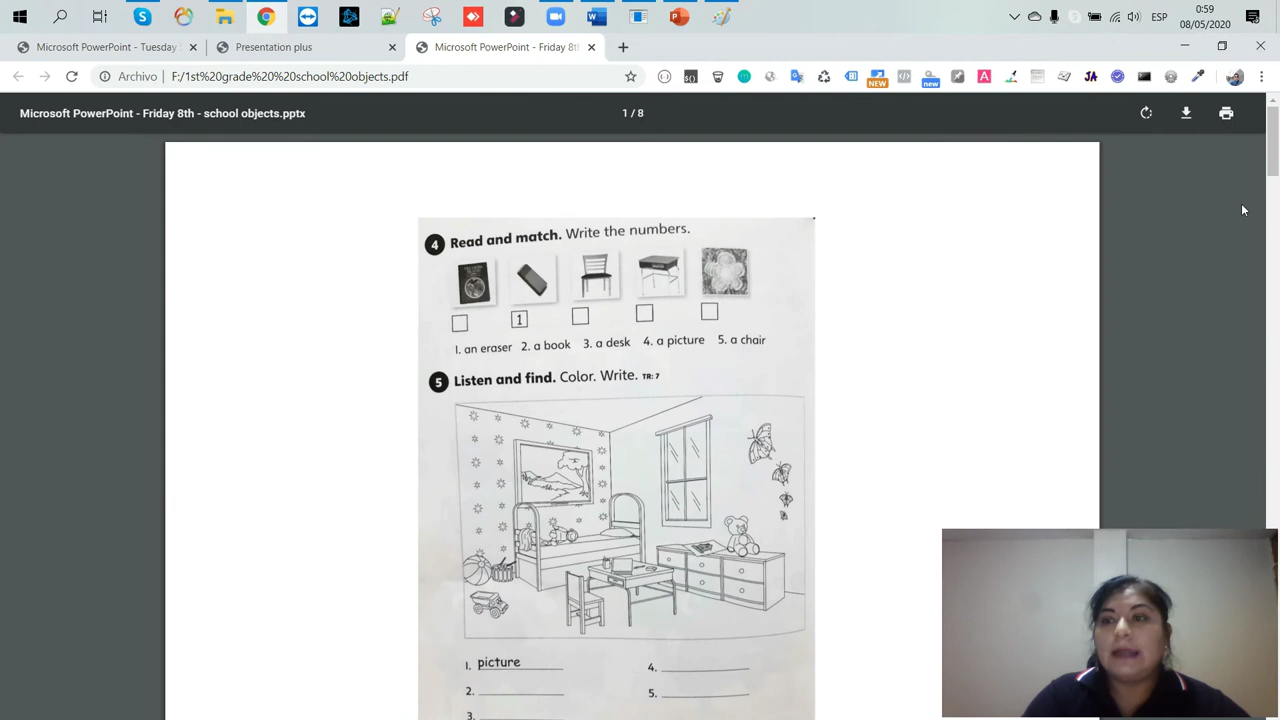 0:59
ESP
08/05/2020
Microsoft PowerPoint - Tuesday
Presentation plus
Microsoft PowerPoint - Friday 8th
Archivo
F:/1st%20grade%20%20school%20objects.pdf
NEW
new
A
JA
Microsoft PowerPoint - Friday 8th - school objects.pptx
1 / 8
4 Read and match. Write the numbers.
1
1. an eraser 2. a book 3. a desk 4. a picture 5. a chair
5 Listen and find. Color. Write. TR: 7
1. picture
4.
2.
5.
3.